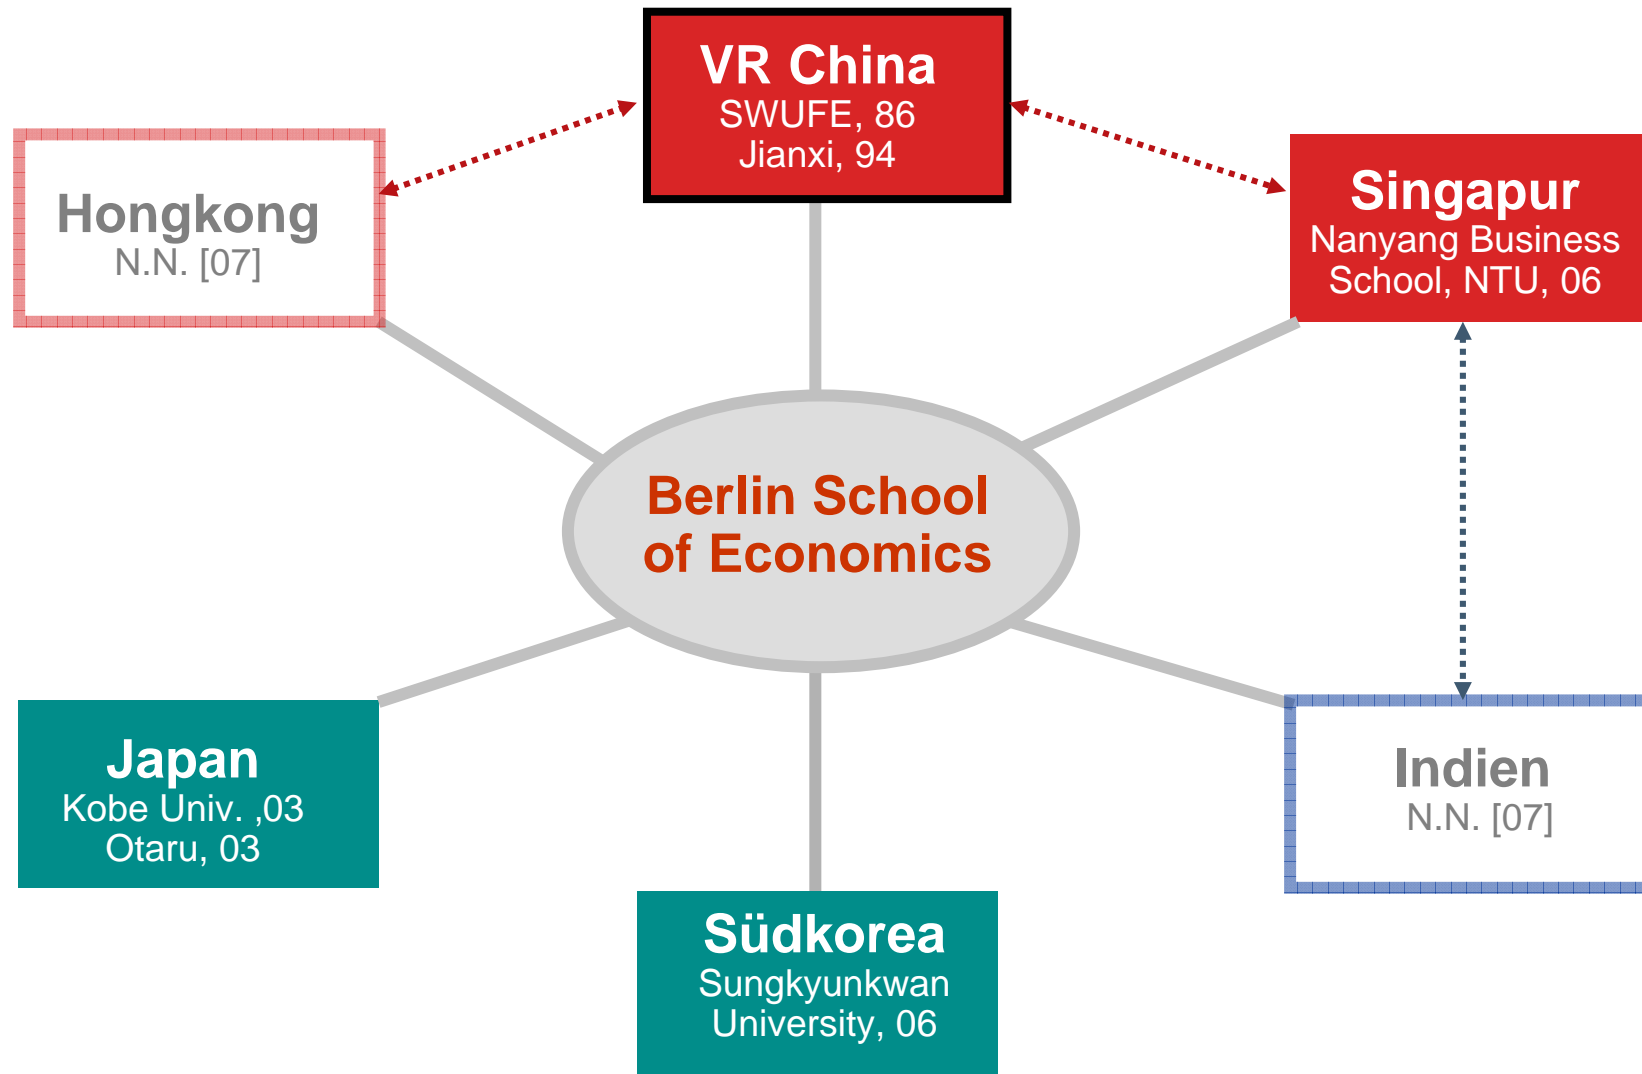 VR China
SWUFE, 86
Jianxi, 94
Hongkong
N.N. [07]
Singapur
Nanyang Business
School, NTU, 06
Berlin School
of Economics
Japan
Kobe Univ. ,03
Otaru, 03
Indien
N.N. [07]
Südkorea
Sungkyunkwan
University, 06